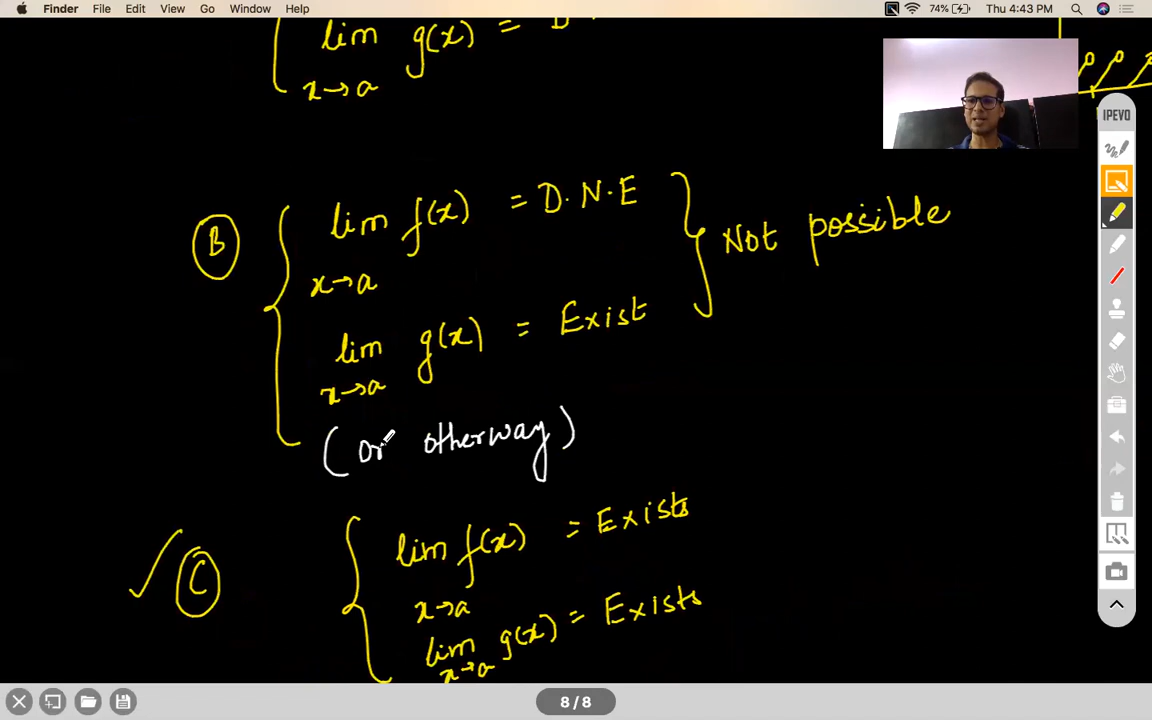 Finder File Edit View Go Window Help 74% Thu 4:43 PM
lim g(x) = D
x→a
IPEVO
B lim f(x) = D.N.E
x→a
Not possible
lim g(x) = Exist
x→a
(or otherway)
C lim f(x) = Exists
x→a
lim g(x) = Exists
x→a
8/8